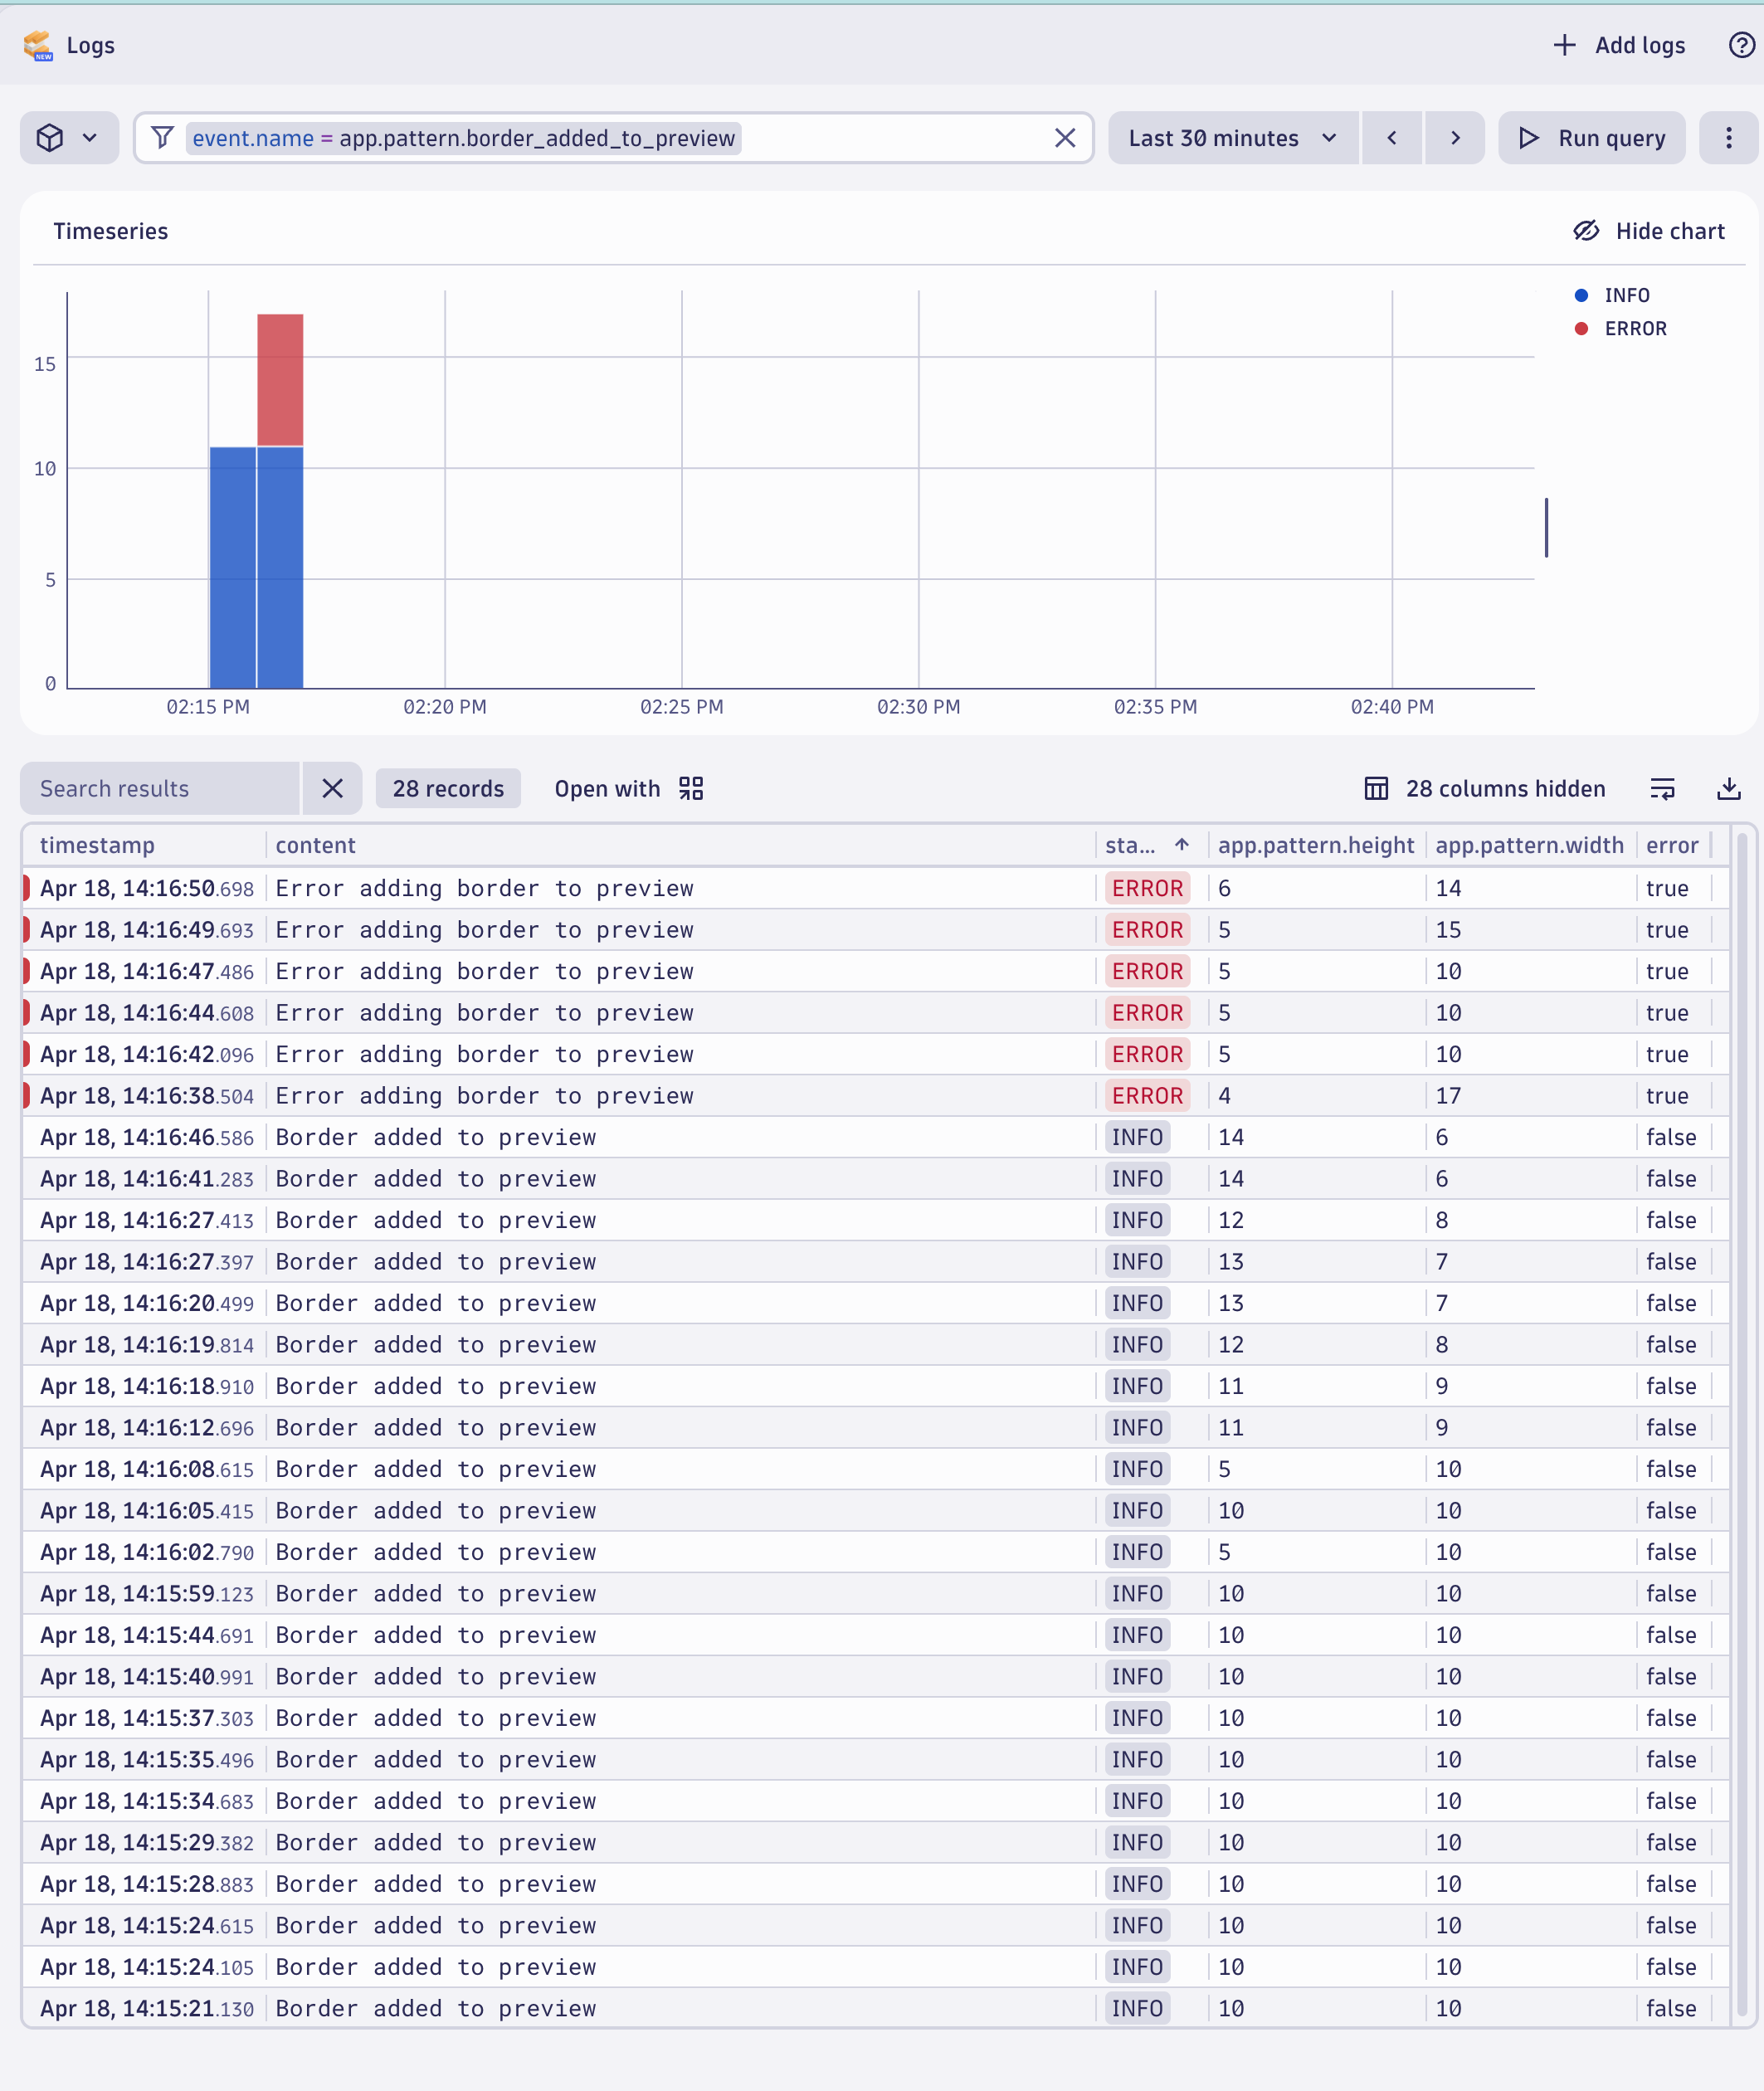 NEW
Logs
Add logs
event.name = app.pattern.border_added_to_preview
Last 30 minutes
Run query
Timeseries
Hide chart
INFO
ERROR
15
10
5
0
02:15 PM 02:20 PM 02:25 PM 02:30 PM 02:35 PM 02:40 PM
Search results
28 records
Open with
28 columns hidden
timestamp content sta... app.pattern.height app.pattern.width error
Apr 18, 14:16:50.698 Error adding border to preview ERROR 6 14 true
Apr 18, 14:16:49.693 Error adding border to preview ERROR 5 15 true
Apr 18, 14:16:47.486 Error adding border to preview ERROR 5 10 true
Apr 18, 14:16:44.608 Error adding border to preview ERROR 5 10 true
Apr 18, 14:16:42.096 Error adding border to preview ERROR 5 10 true
Apr 18, 14:16:38.504 Error adding border to preview ERROR 4 17 true
Apr 18, 14:16:46.586 Border added to preview INFO 14 6 false
Apr 18, 14:16:41.283 Border added to preview INFO 14 6 false
Apr 18, 14:16:27.413 Border added to preview INFO 12 8 false
Apr 18, 14:16:27.397 Border added to preview INFO 13 7 false
Apr 18, 14:16:20.499 Border added to preview INFO 13 7 false
Apr 18, 14:16:19.814 Border added to preview INFO 12 8 false
Apr 18, 14:16:18.910 Border added to preview INFO 11 9 false
Apr 18, 14:16:12.696 Border added to preview INFO 11 9 false
Apr 18, 14:16:08.615 Border added to preview INFO 5 10 false
Apr 18, 14:16:05.415 Border added to preview INFO 10 10 false
Apr 18, 14:16:02.790 Border added to preview INFO 5 10 false
Apr 18, 14:15:59.123 Border added to preview INFO 10 10 false
Apr 18, 14:15:44.691 Border added to preview INFO 10 10 false
Apr 18, 14:15:40.991 Border added to preview INFO 10 10 false
Apr 18, 14:15:37.303 Border added to preview INFO 10 10 false
Apr 18, 14:15:35.496 Border added to preview INFO 10 10 false
Apr 18, 14:15:34.683 Border added to preview INFO 10 10 false
Apr 18, 14:15:29.382 Border added to preview INFO 10 10 false
Apr 18, 14:15:28.883 Border added to preview INFO 10 10 false
Apr 18, 14:15:24.615 Border added to preview INFO 10 10 false
Apr 18, 14:15:24.105 Border added to preview INFO 10 10 false
Apr 18, 14:15:21.130 Border added to preview INFO 10 10 false